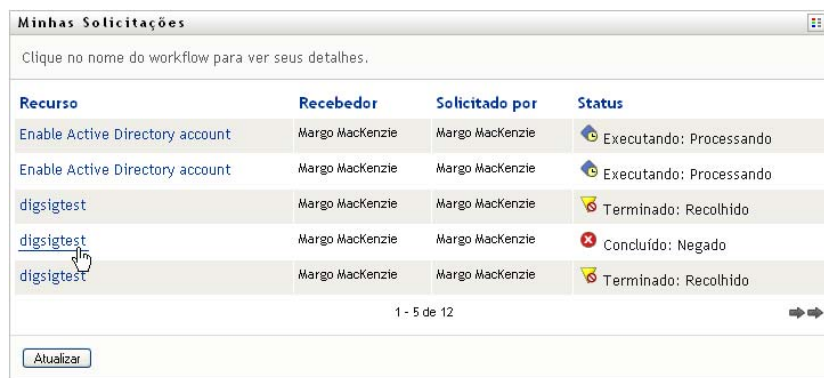 Minhas Solicitações
Clique no nome do workflow para ver seus detalhes.
Recurso Recebedor Solicitado por Status
Enable Active Directory account Margo MacKenzie Margo MacKenzie Executando: Processando
Enable Active Directory account Margo MacKenzie Margo MacKenzie Executando: Processando
digsigtest Margo MacKenzie Margo MacKenzie Terminado: Recolhido
digsigtest Margo MacKenzie Margo MacKenzie Concluído: Negado
digsigtest Margo MacKenzie Margo MacKenzie Terminado: Recolhido
1 - 5 de 12
Atualizar